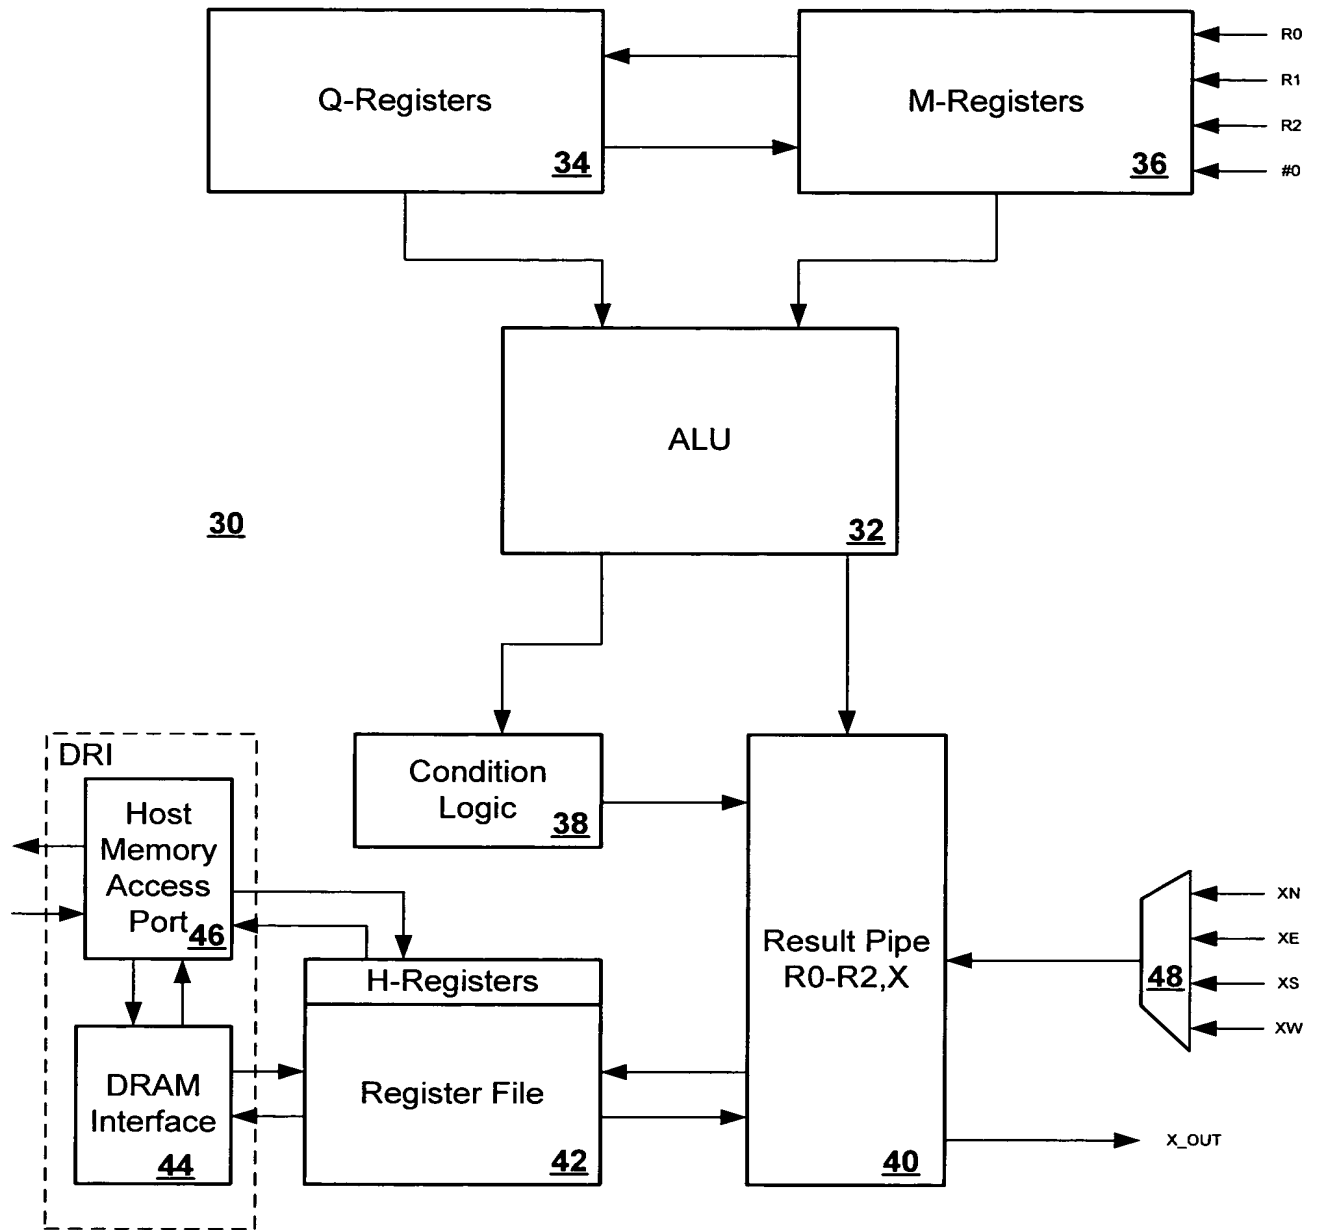 Q-Registers
34
M-Registers
36
R0
R1
R2
#0
ALU
32
30
DRI
Host
Memory
Access
Port
46
Condition
Logic
38
H-Registers
Register File
42
DRAM
Interface
44
Result Pipe
R0-R2,X
40
48
XN
XE
XS
XW
X_OUT